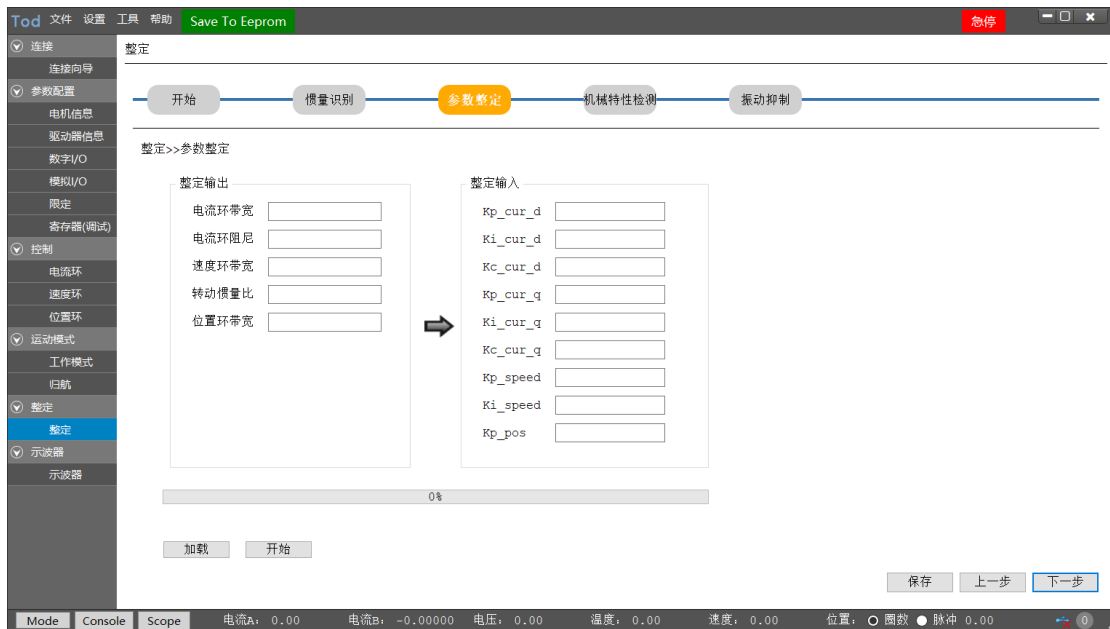 Tod 文件 设置 工具 帮助 Save To Eeprom 急停
连接
连接向导
参数配置
电机信息
驱动器信息
数字I/O
模拟I/O
限定
寄存器(调试)
控制
电流环
速度环
位置环
运动模式
工作模式
归航
整定
整定
示波器
示波器
整定
开始 惯量识别 参数整定 机械特性检测 振动抑制
整定>>参数整定
整定输出
电流环带宽
电流环阻尼
速度环带宽
转动惯量比
位置环带宽
整定输入
Kp_cur_d
Ki_cur_d
Kc_cur_d
Kp_cur_q
Ki_cur_q
Kc_cur_q
Kp_speed
Ki_speed
Kp_pos
0%
加载 开始
保存 上一步 下一步
Mode Console Scope 电流A: 0.00 电流B: -0.00000 电压: 0.00 温度: 0.00 速度: 0.00 位置: 圈数 脉冲 0.00 0